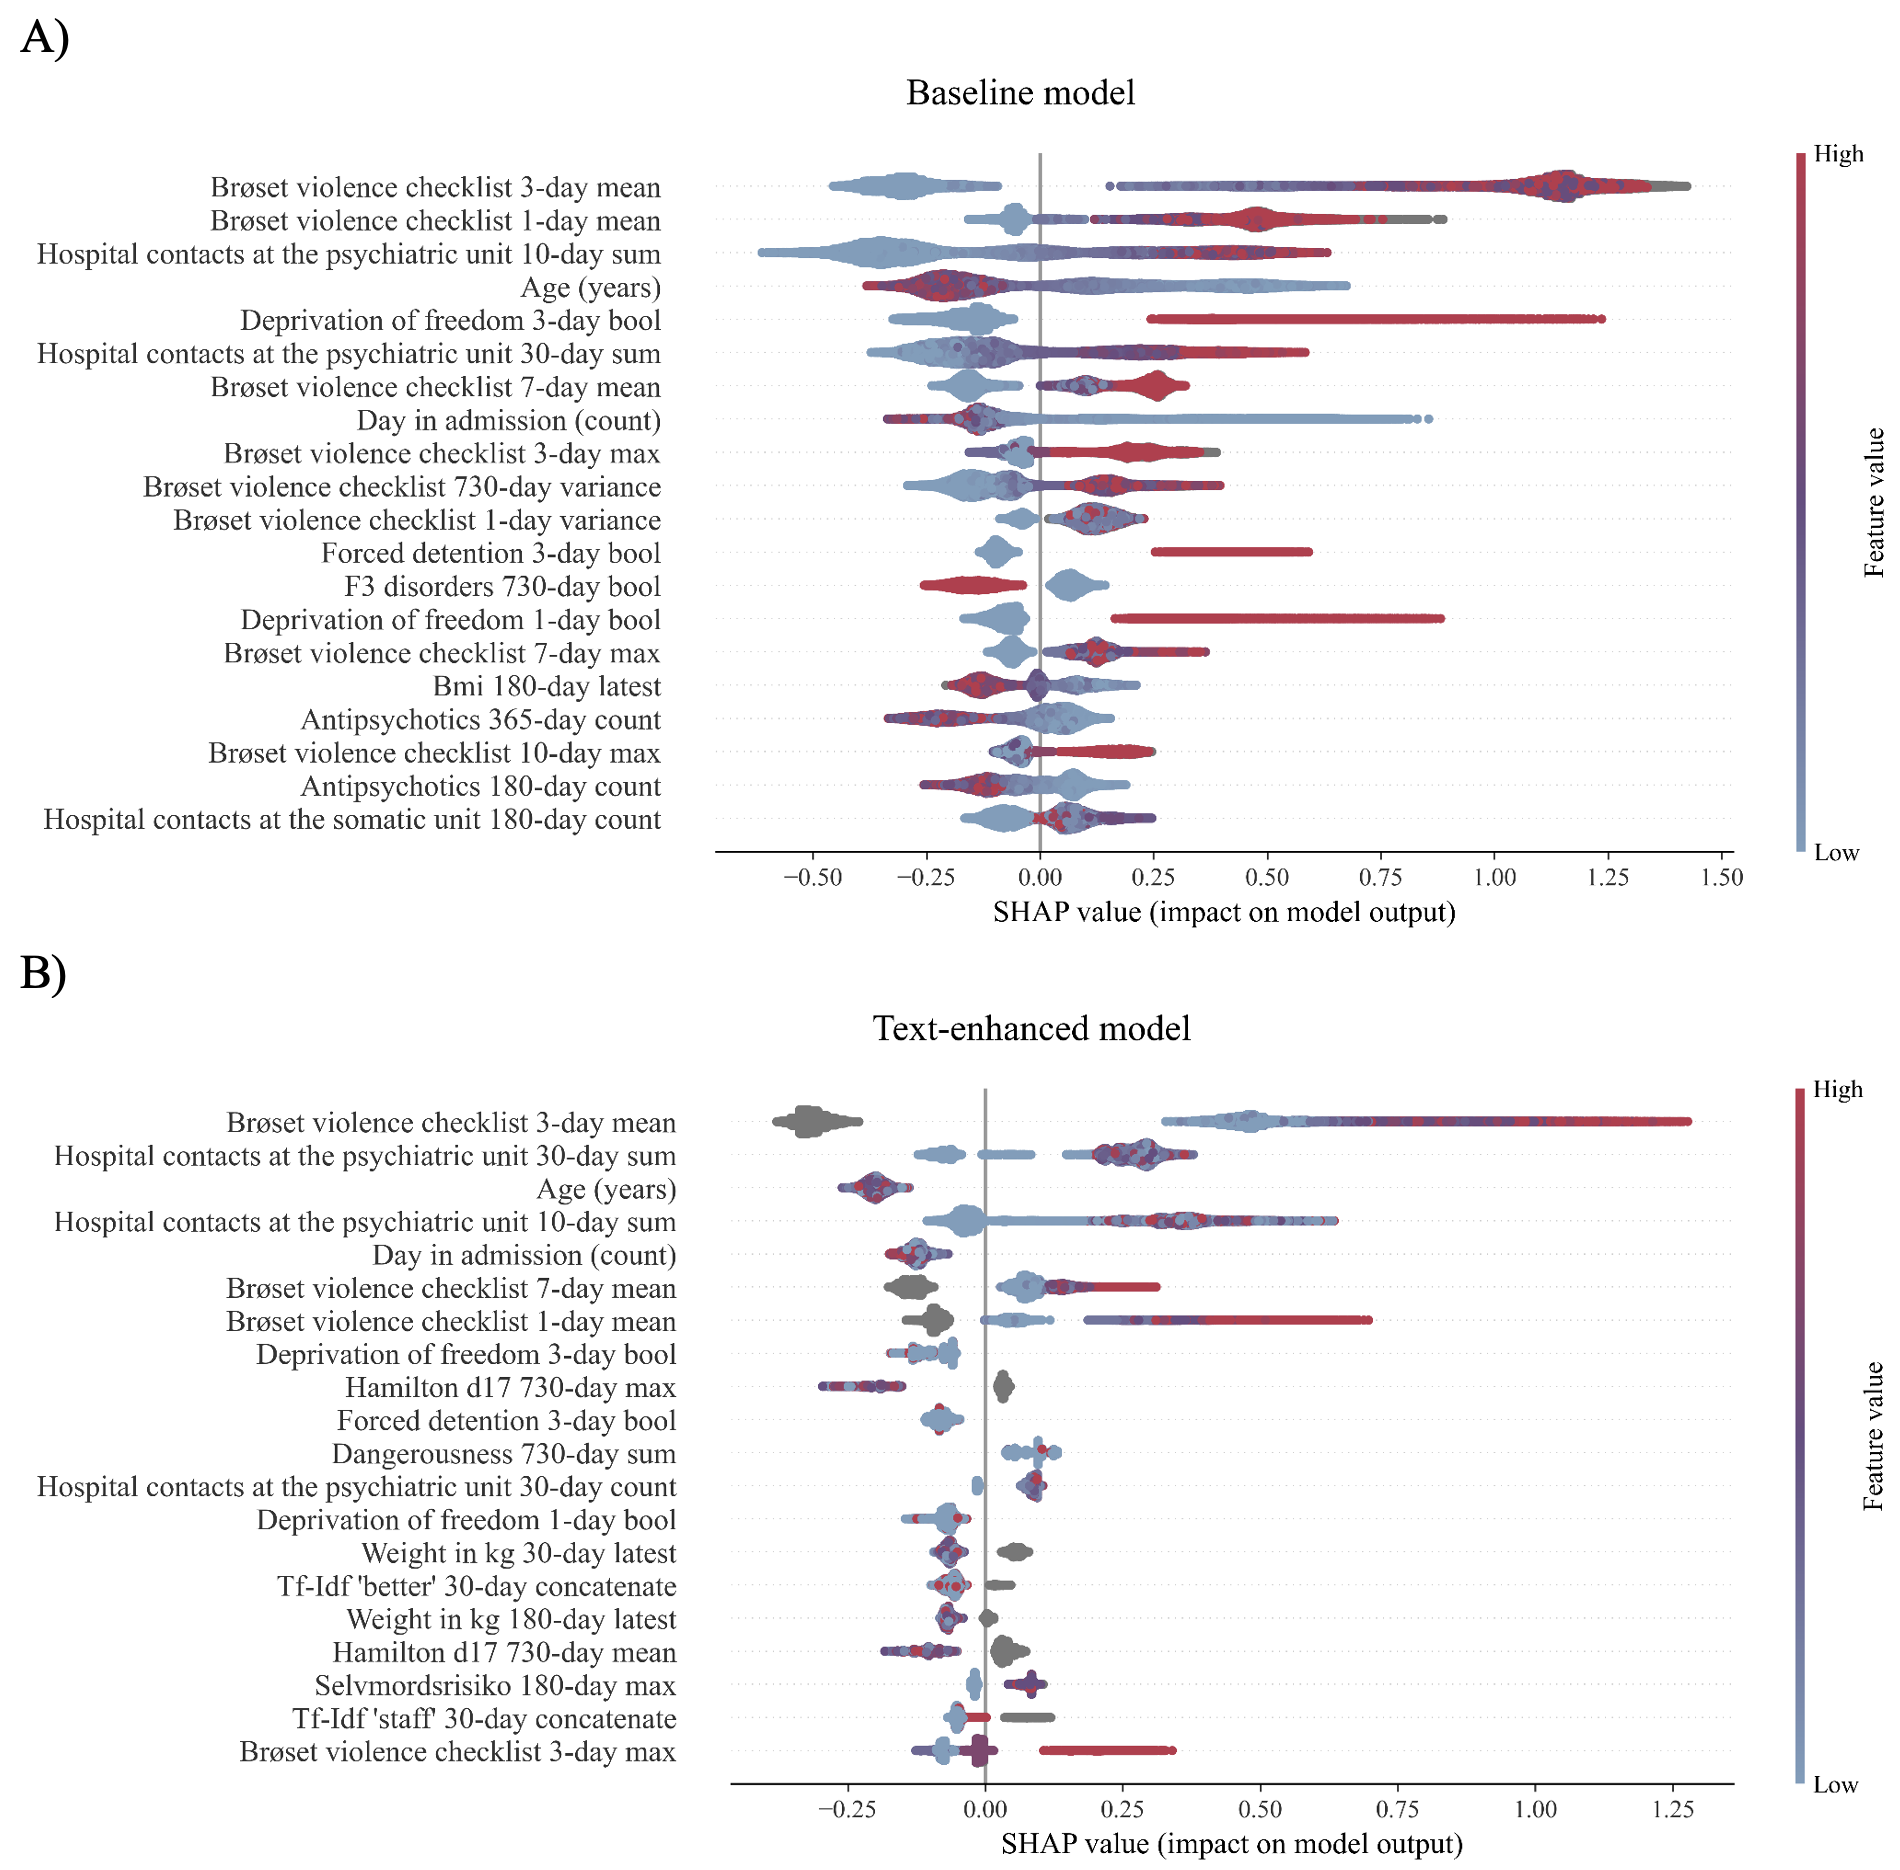 A)
Baseline model
Brøset violence checklist 3-day mean
Brøset violence checklist 1-day mean
Hospital contacts at the psychiatric unit 10-day sum
Age (years)
Deprivation of freedom 3-day bool
Hospital contacts at the psychiatric unit 30-day sum
Brøset violence checklist 7-day mean
Day in admission (count)
Brøset violence checklist 3-day max
Brøset violence checklist 730-day variance
Brøset violence checklist 1-day variance
Forced detention 3-day bool
F3 disorders 730-day bool
Deprivation of freedom 1-day bool
Brøset violence checklist 7-day max
Bmi 180-day latest
Antipsychotics 365-day count
Brøset violence checklist 10-day max
Antipsychotics 180-day count
Hospital contacts at the somatic unit 180-day count
−0.50 −0.25 0.00 0.25 0.50 0.75 1.00 1.25 1.50
SHAP value (impact on model output)
High
Feature value
Low
B)
Text-enhanced model
Brøset violence checklist 3-day mean
Hospital contacts at the psychiatric unit 30-day sum
Age (years)
Hospital contacts at the psychiatric unit 10-day sum
Day in admission (count)
Brøset violence checklist 7-day mean
Brøset violence checklist 1-day mean
Deprivation of freedom 3-day bool
Hamilton d17 730-day max
Forced detention 3-day bool
Dangerousness 730-day sum
Hospital contacts at the psychiatric unit 30-day count
Deprivation of freedom 1-day bool
Weight in kg 30-day latest
Tf-Idf 'better' 30-day concatenate
Weight in kg 180-day latest
Hamilton d17 730-day mean
Selvmordsrisiko 180-day max
Tf-Idf 'staff' 30-day concatenate
Brøset violence checklist 3-day max
−0.25 0.00 0.25 0.50 0.75 1.00 1.25
SHAP value (impact on model output)
High
Feature value
Low